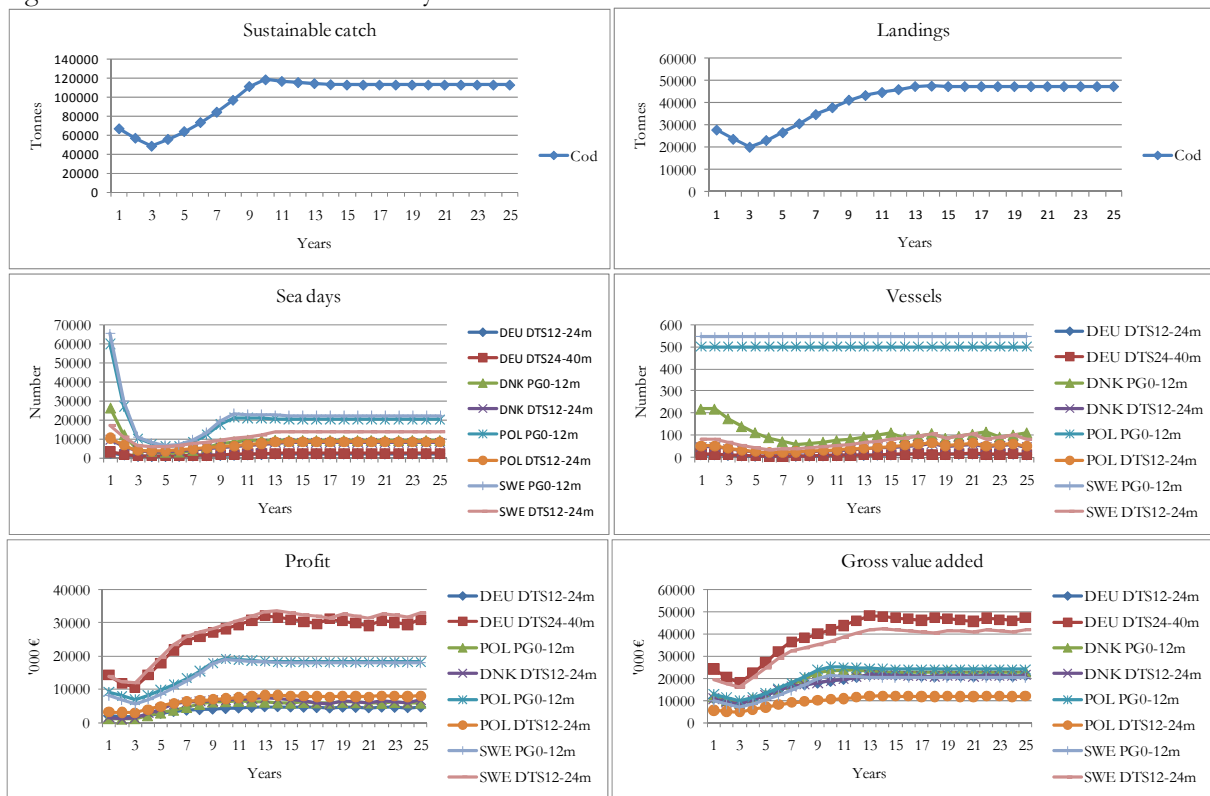 Sustainable catch
140000
120000
100000
80000
60000
40000
20000
0
Tonnes
1 3 5 7 9 11 13 15 17 19 21 23 25
Years
Cod
Landings
60000
50000
40000
30000
20000
10000
0
Tonnes
1 3 5 7 9 11 13 15 17 19 21 23 25
Years
Cod
Sea days
70000
60000
50000
40000
30000
20000
10000
0
Number
1 3 5 7 9 11 13 15 17 19 21 23 25
Years
DEU DTS12-24m
DEU DTS24-40m
DNK PG0-12m
DNK DTS12-24m
POL PG0-12m
POL DTS12-24m
SWE PG0-12m
SWE DTS12-24m
Vessels
600
500
400
300
200
100
0
Number
1 3 5 7 9 11 13 15 17 19 21 23 25
Years
DEU DTS12-24m
DEU DTS24-40m
DNK PG0-12m
DNK DTS12-24m
POL PG0-12m
POL DTS12-24m
SWE PG0-12m
SWE DTS12-24m
Profit
40000
30000
20000
10000
0
'000 €
1 3 5 7 9 11 13 15 17 19 21 23 25
Years
DEU DTS12-24m
DEU DTS24-40m
POL PG0-12m
DNK DTS12-24m
POL PG0-12m
POL DTS12-24m
SWE PG0-12m
SWE DTS12-24m
Gross value added
60000
50000
40000
30000
20000
10000
0
'000 €
1 3 5 7 9 11 13 15 17 19 21 23 25
Years
DEU DTS12-24m
DEU DTS24-40m
DNK PG0-12m
DNK DTS12-24m
POL PG0-12m
POL DTS12-24m
SWE PG0-12m
SWE DTS12-24m